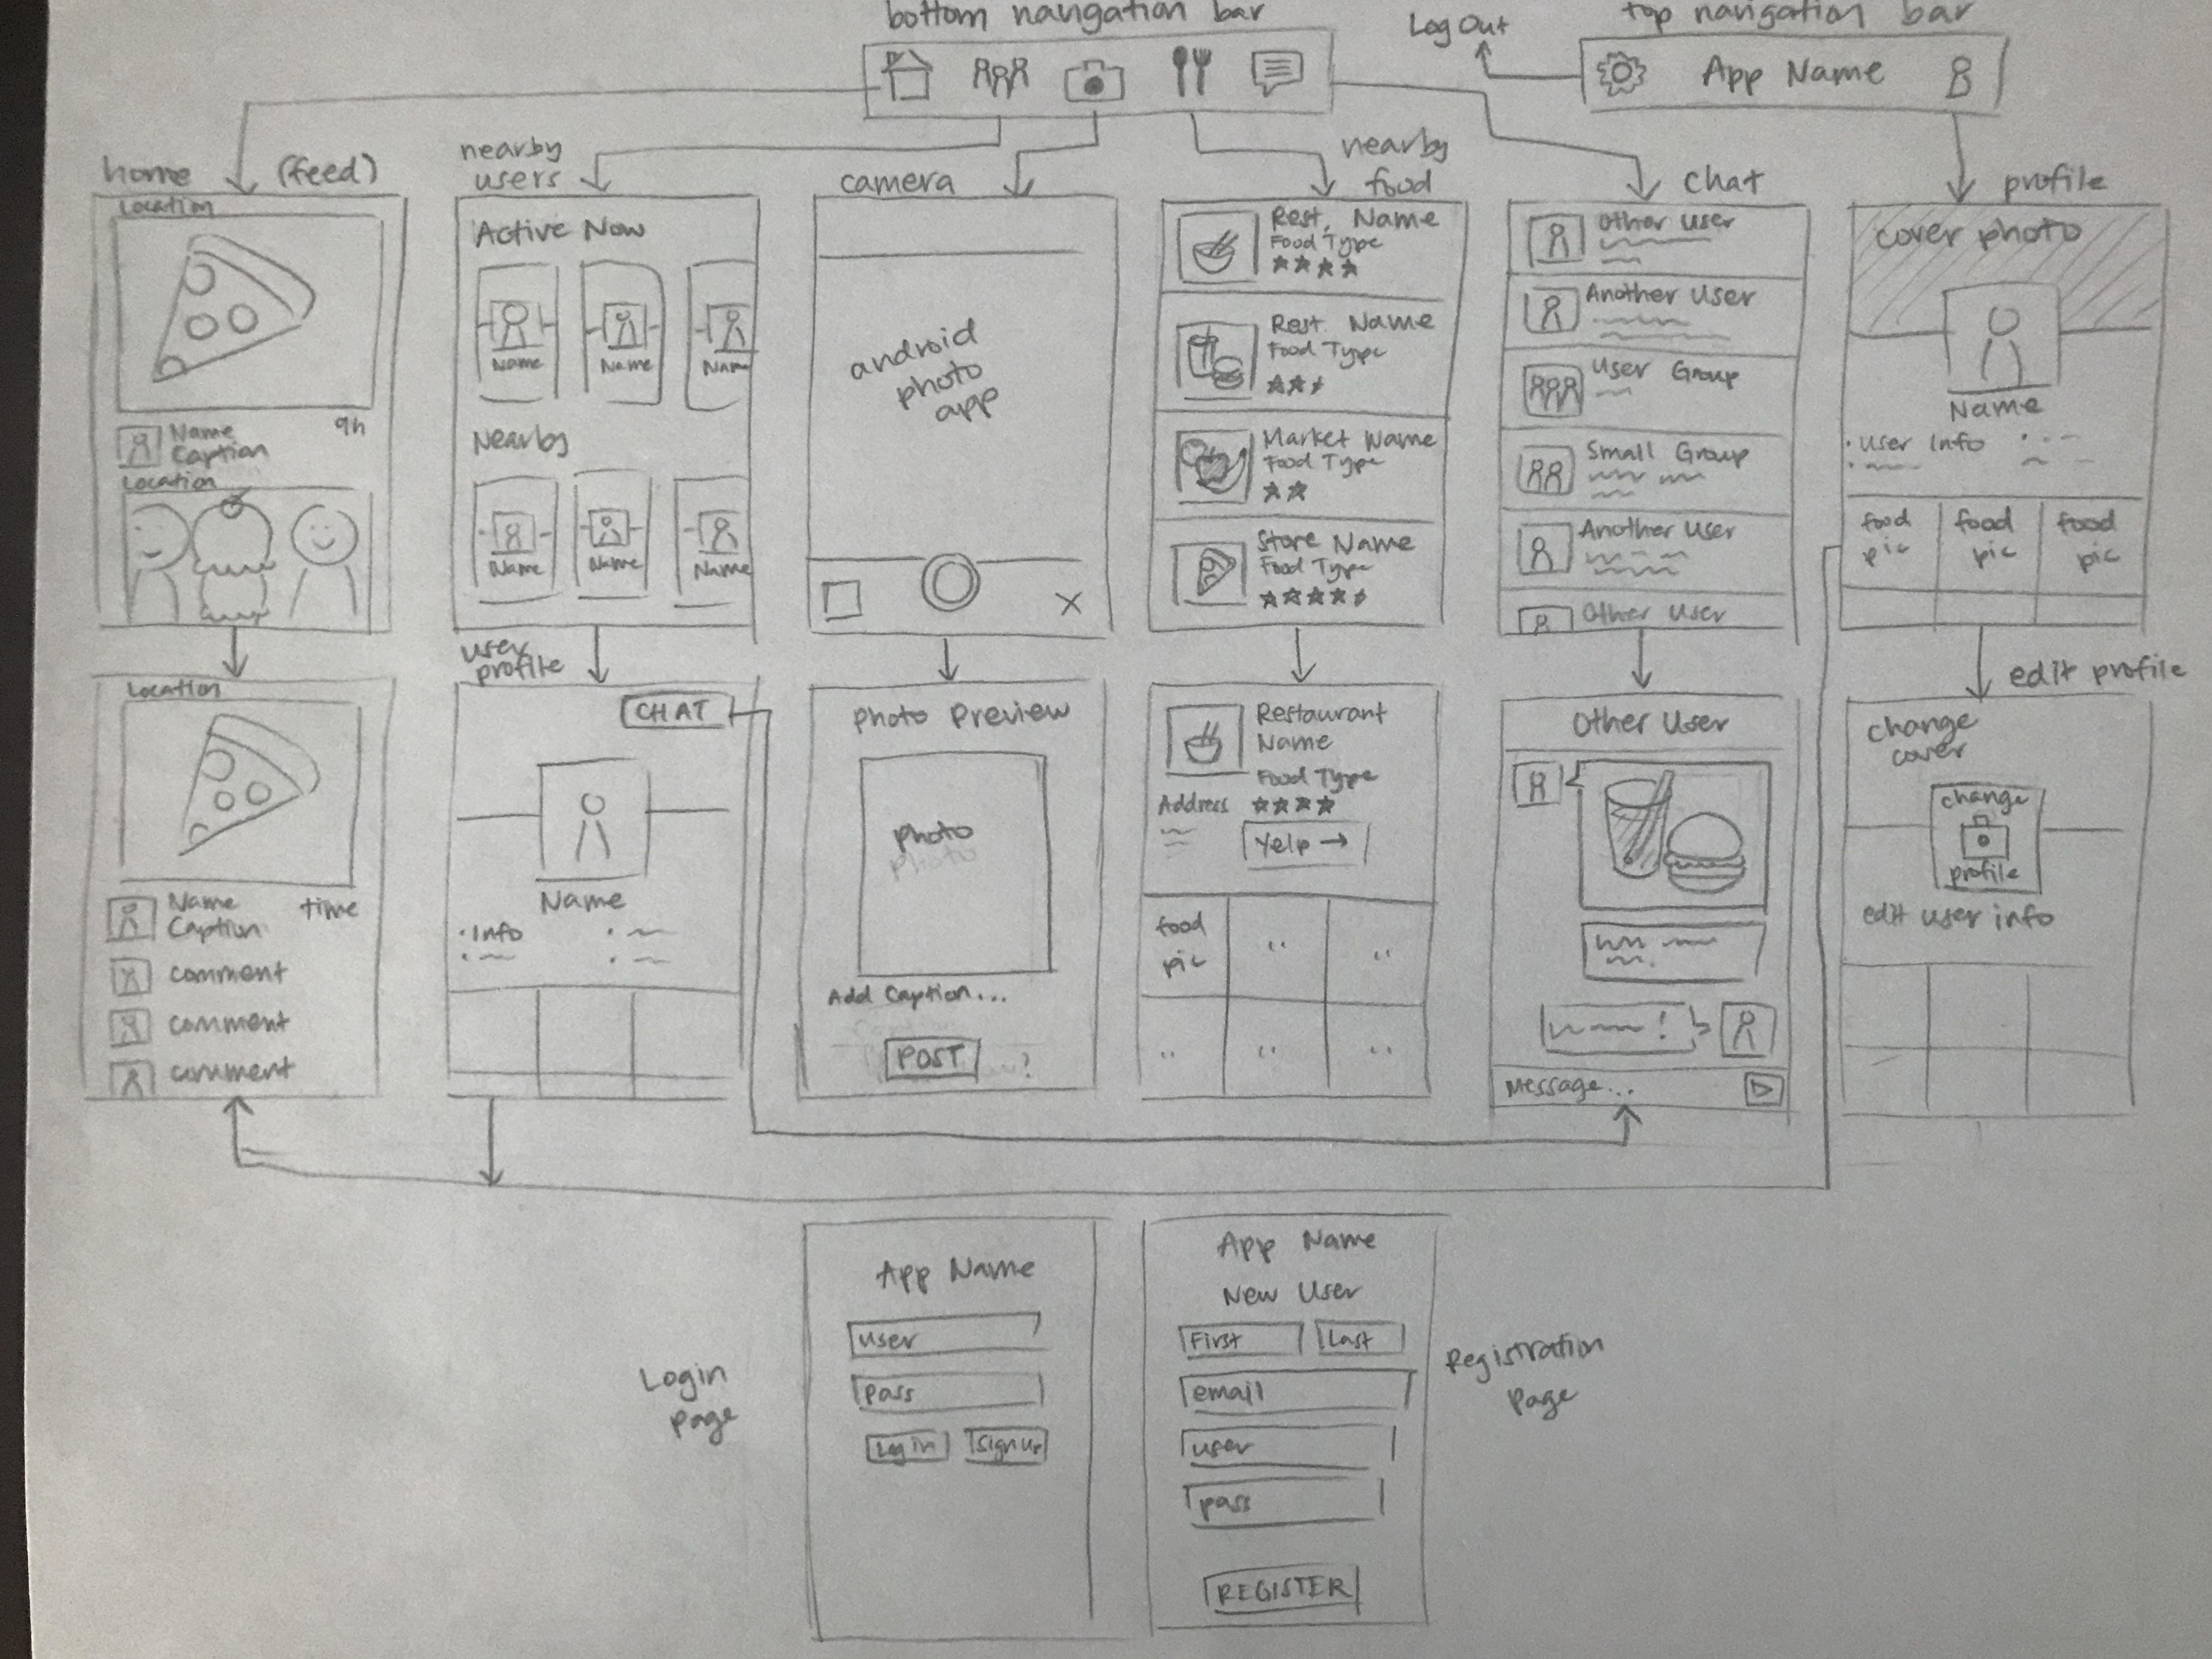 bottom navigation bar
Log Out
top navigation bar
App Name
home (feed)
Location
9h
Name
Caption
Location
nearby
users
Active Now
Name
Name
Name
Nearby
Name
Name
Name
camera
android
photo
app
nearby
food
Rest. Name
Food Type
Rest. Name
Food Type
Market Name
Food Type
Store Name
Food Type
chat
Other User
Another User
User Group
Small Group
Another User
Other User
profile
cover photo
Name
• User Info
food
pic
food
pic
food
pic
Location
Name
Caption
time
comment
comment
comment
user
profile
CHAT
Name
• Info
Photo Preview
photo
Add Caption...
POST
?
Restaurant
Name
Food Type
Address
Yelp →
food
pic
Other User
!
Message...
edit profile
change
cover
change
profile
edit user info
Login
page
App Name
user
pass
Log in
Sign up
App Name
New User
First
Last
email
user
pass
REGISTER
Registration
page